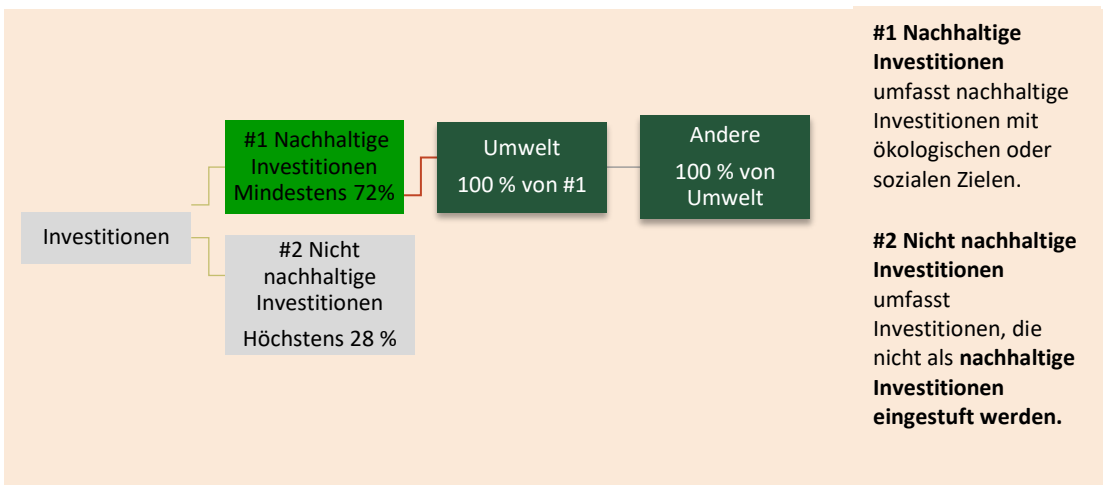 Investitionen
#1 Nachhaltige
Investitionen
Mindestens 72%
#2 Nicht
nachhaltige
Investitionen
Höchstens 28 %
Umwelt
100 % von #1
Andere
100 % von
Umwelt
#1 Nachhaltige
Investitionen
umfasst nachhaltige
Investitionen mit
ökologischen oder
sozialen Zielen.
#2 Nicht nachhaltige
Investitionen
umfasst
Investitionen, die
nicht als nachhaltige
Investitionen
eingestuft werden.